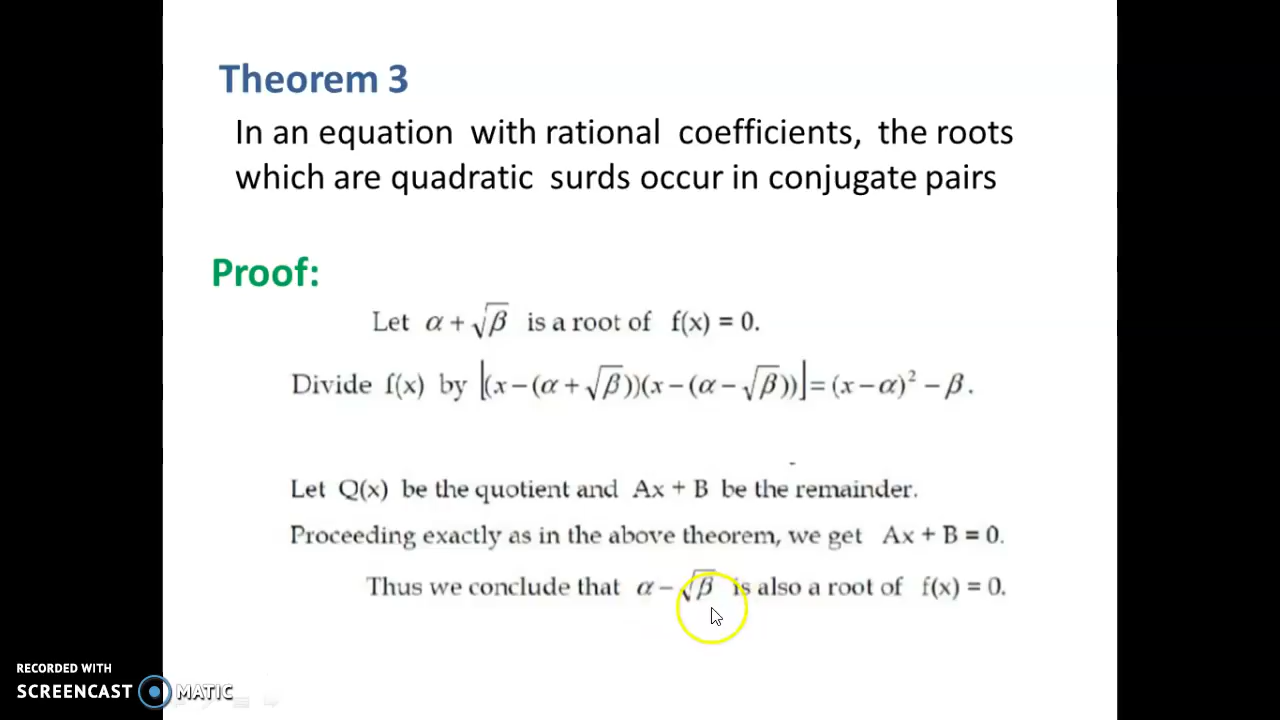 Theorem 3
In an equation with rational coefficients, the roots
which are quadratic surds occur in conjugate pairs
Proof:
Let α + √β is a root of f(x) = 0.
Divide f(x) by [(x − (α + √β))(x − (α − √β))] = (x − α)² − β.
Let Q(x) be the quotient and Ax + B be the remainder.
Proceeding exactly as in the above theorem, we get Ax + B = 0.
Thus we conclude that α − √β is also a root of f(x) = 0.
RECORDED WITH
SCREENCAST MATIC